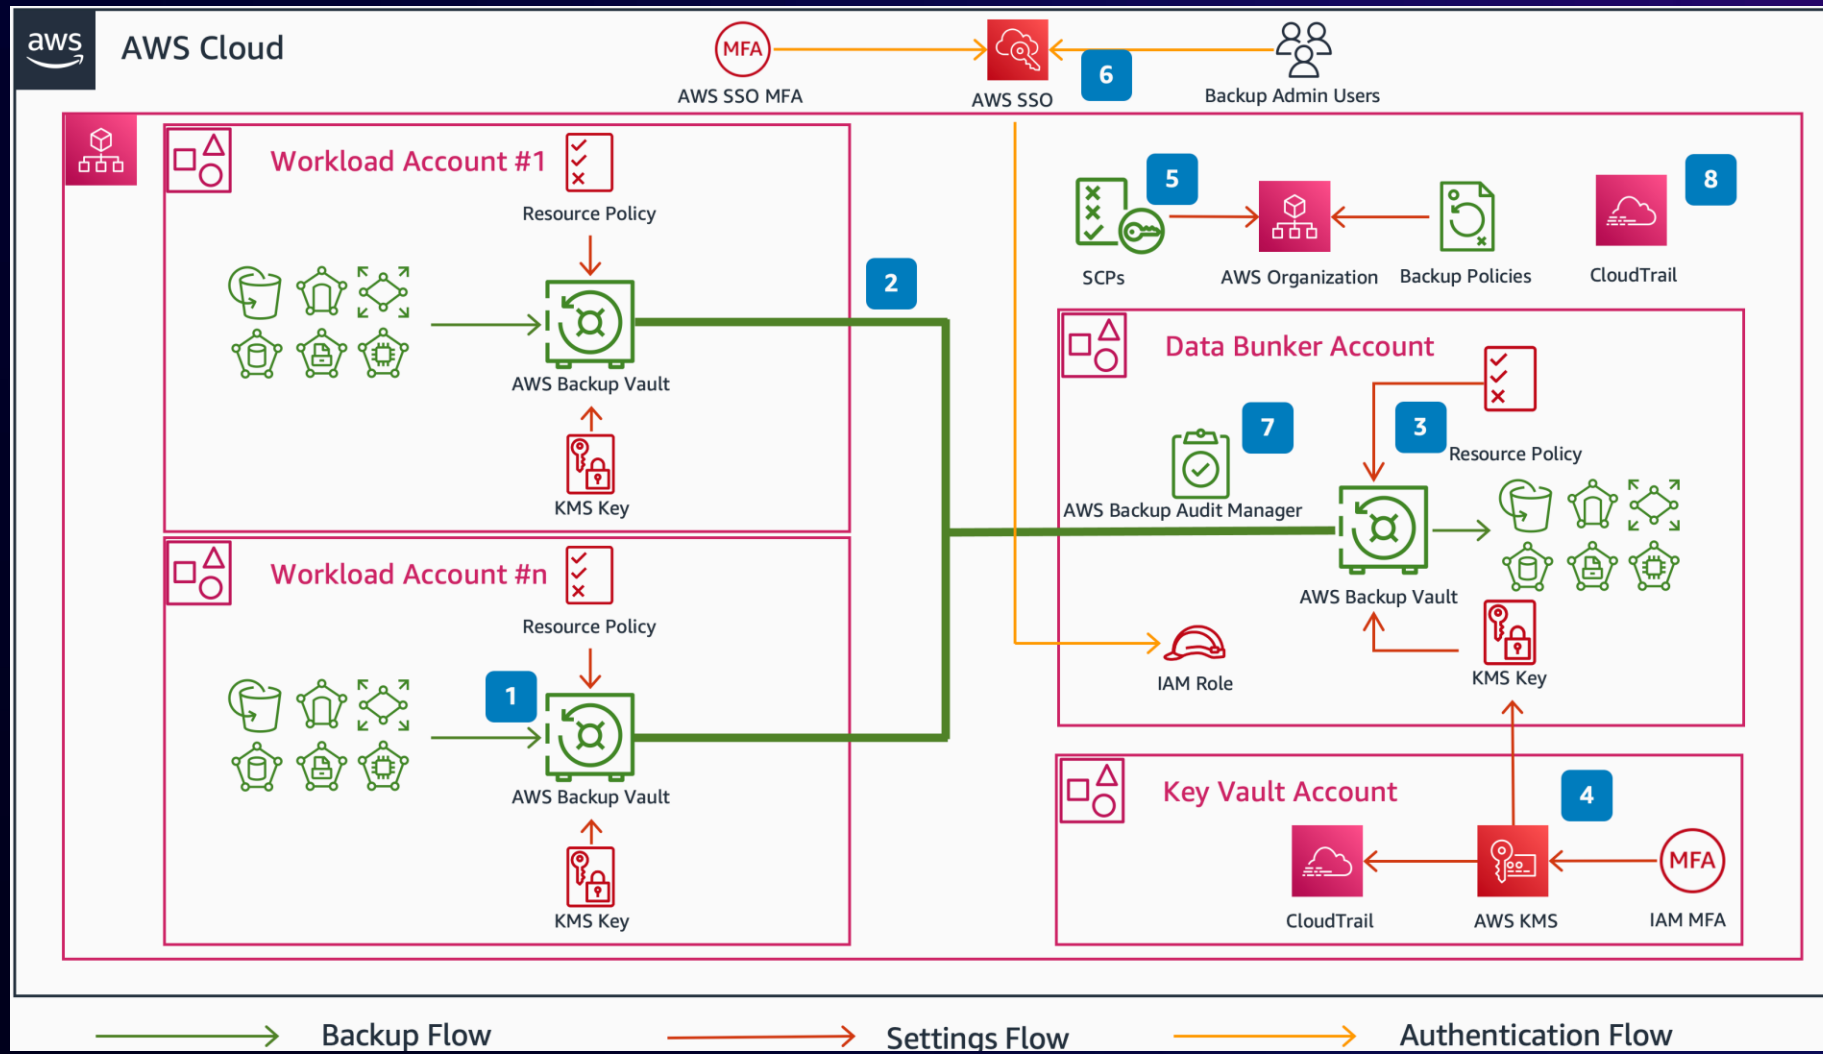 aws
AWS Cloud
MFA
AWS SSO MFA
AWS SSO
6
Backup Admin Users
Workload Account #1
Resource Policy
2
AWS Backup Vault
KMS Key
Workload Account #n
Resource Policy
1
AWS Backup Vault
KMS Key
5
8
SCPs
AWS Organization
Backup Policies
CloudTrail
Data Bunker Account
7
3
Resource Policy
AWS Backup Audit Manager
AWS Backup Vault
IAM Role
KMS Key
Key Vault Account
4
MFA
CloudTrail
AWS KMS
IAM MFA
Backup Flow
Settings Flow
Authentication Flow